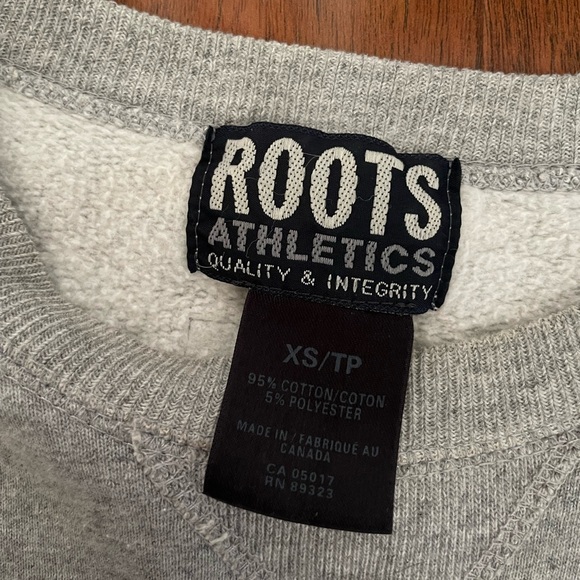 ROOTS
ATHLETICS
QUALITY & INTEGRITY
XS/TP
95% COTTON/COTON
5% POLYESTER
MADE IN/FABRIQUÉ AU
CANADA
CA 05017
RN 89323